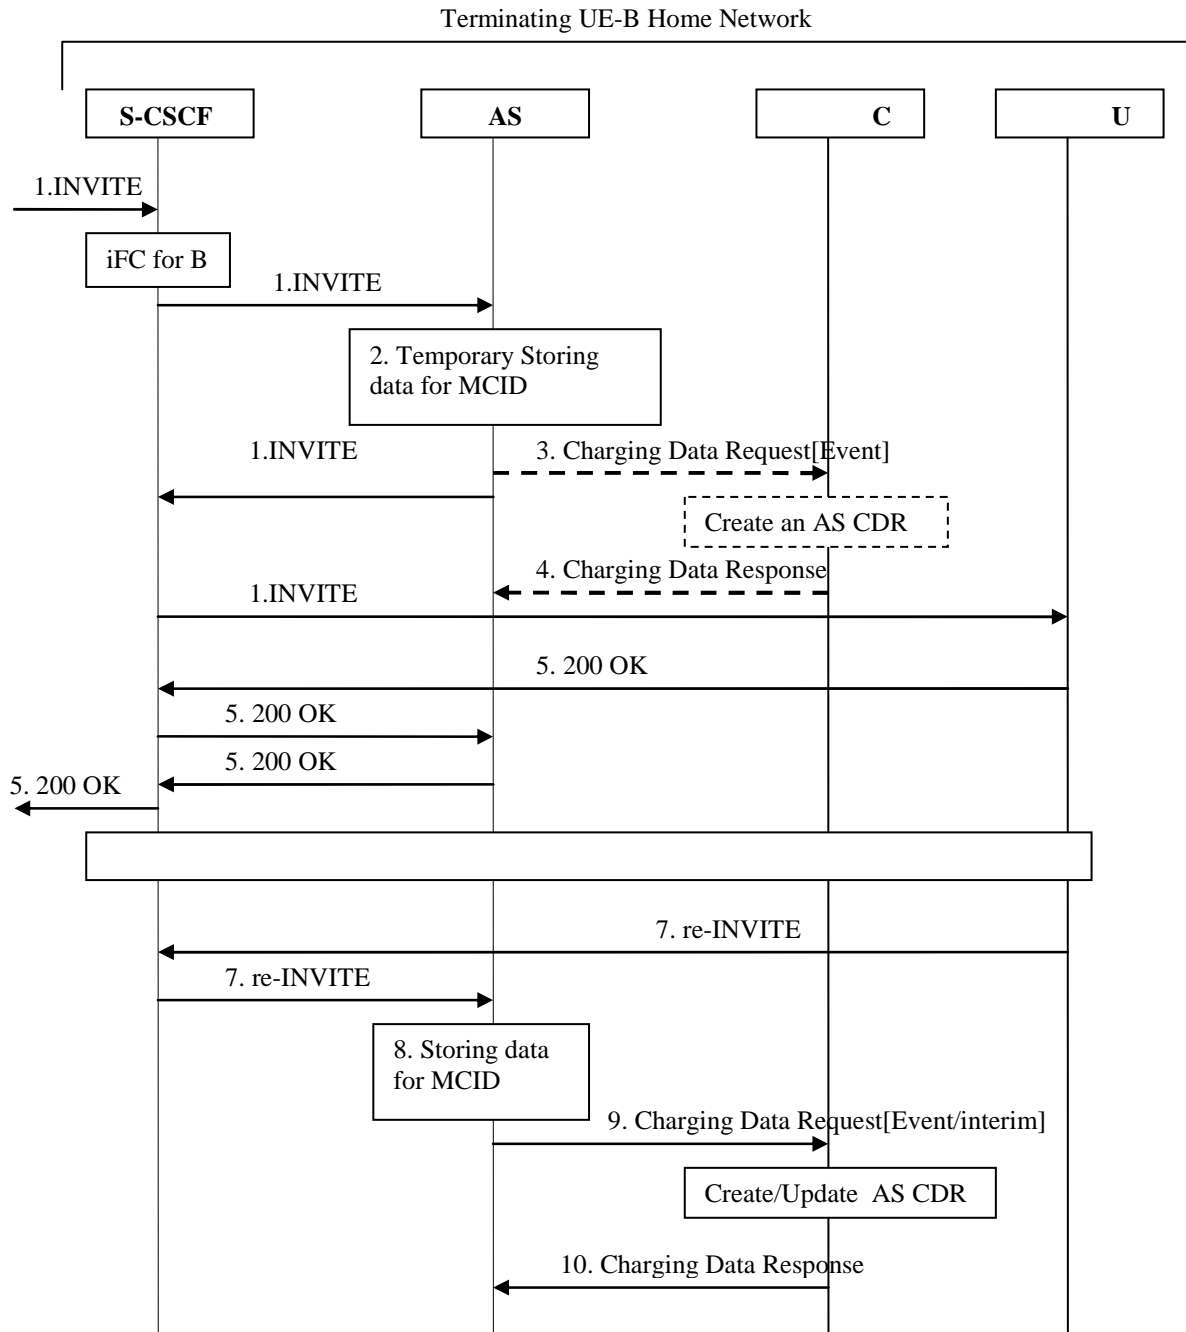 Terminating UE-B Home Network
S-CSCF
AS
C
U
1.INVITE
iFC for B
1.INVITE
2. Temporary Storing
data for MCID
1.INVITE
3. Charging Data Request[Event]
Create an AS CDR
4. Charging Data Response
1.INVITE
5. 200 OK
5. 200 OK
5. 200 OK
5. 200 OK
7. re-INVITE
7. re-INVITE
8. Storing data
for MCID
9. Charging Data Request[Event/interim]
Create/Update AS CDR
10. Charging Data Response